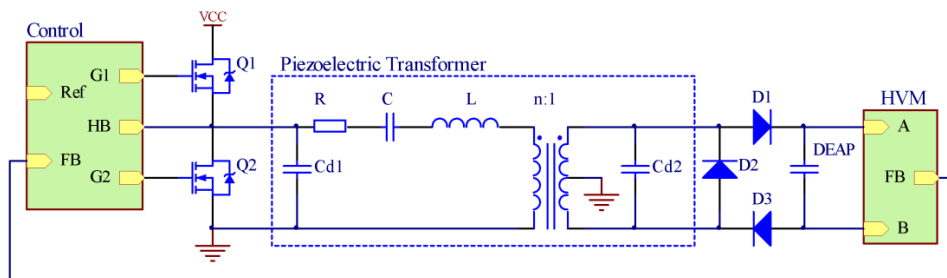 Control
G1
Ref
HB
FB
G2
VCC
Q1
Q2
Piezoelectric Transformer
R
C
L
n:1
Cd1
Cd2
D1
D2
D3
DEAP
HVM
A
FB
B